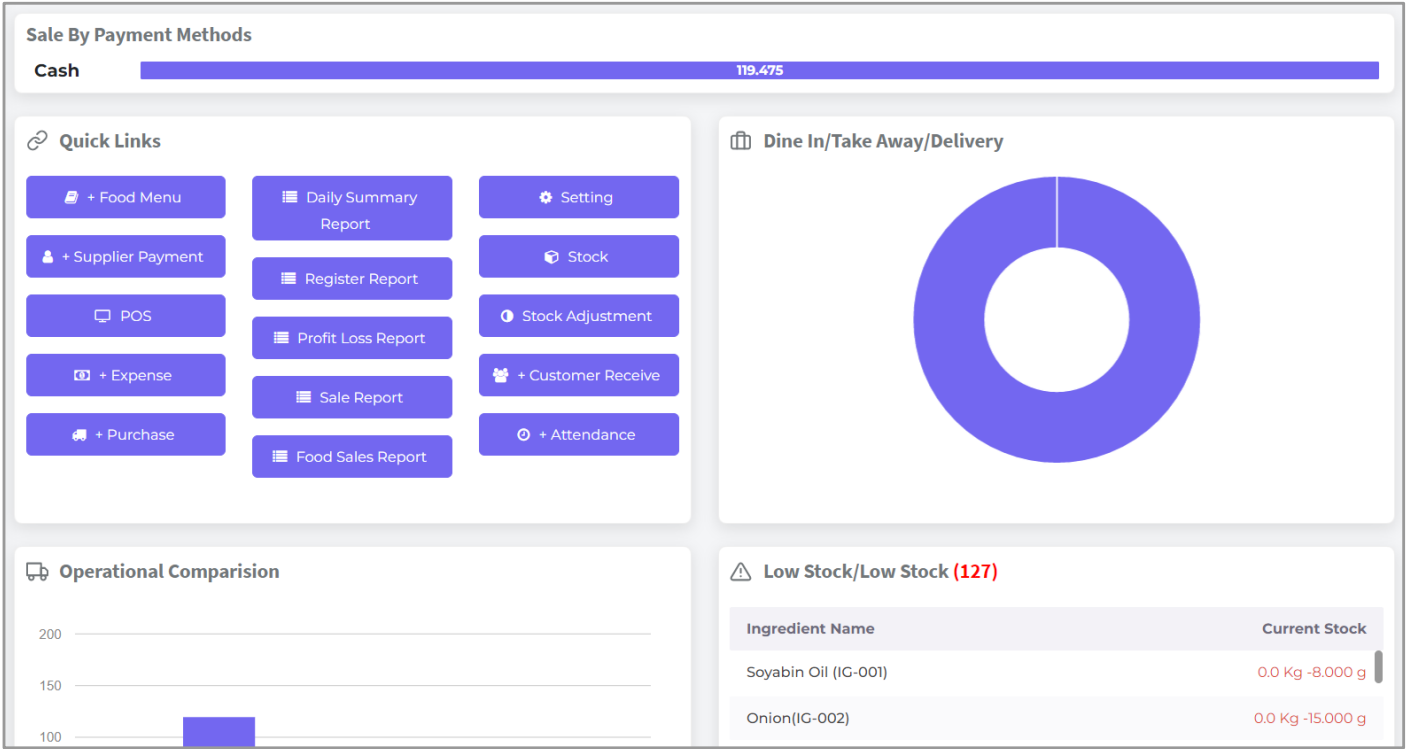 Sale By Payment Methods
Cash
119.475
Quick Links
+ Food Menu
+ Supplier Payment
POS
+ Expense
+ Purchase
Daily Summary
Report
Register Report
Profit Loss Report
Sale Report
Food Sales Report
Setting
Stock
Stock Adjustment
+ Customer Receive
+ Attendance
Dine In/Take Away/Delivery
Operational Comparision
200
150
100
Low Stock/Low Stock (127)
Ingredient Name Current Stock
Soyabin Oil (IG-001) 0.0 Kg -8.000 g
Onion(IG-002) 0.0 Kg -15.000 g